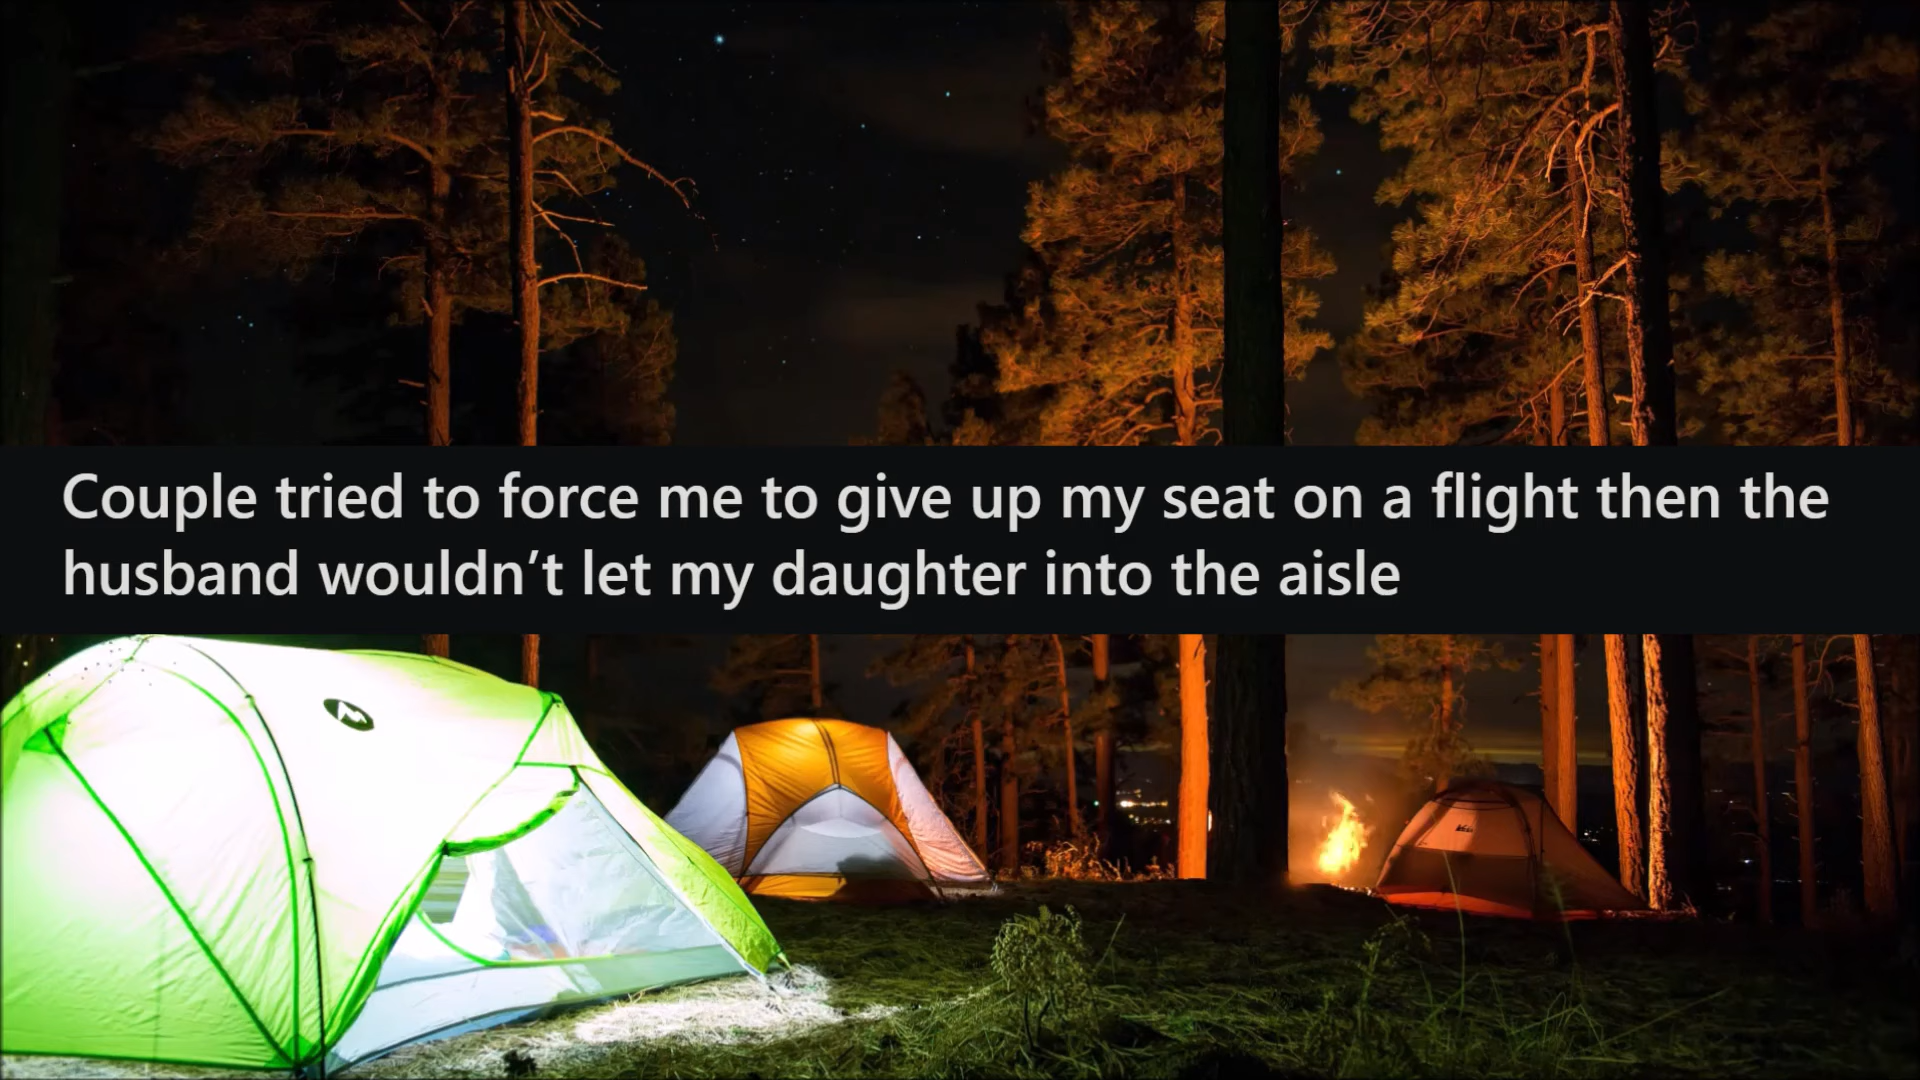 Couple tried to force me to give up my seat on a flight then the
husband wouldn’t let my daughter into the aisle